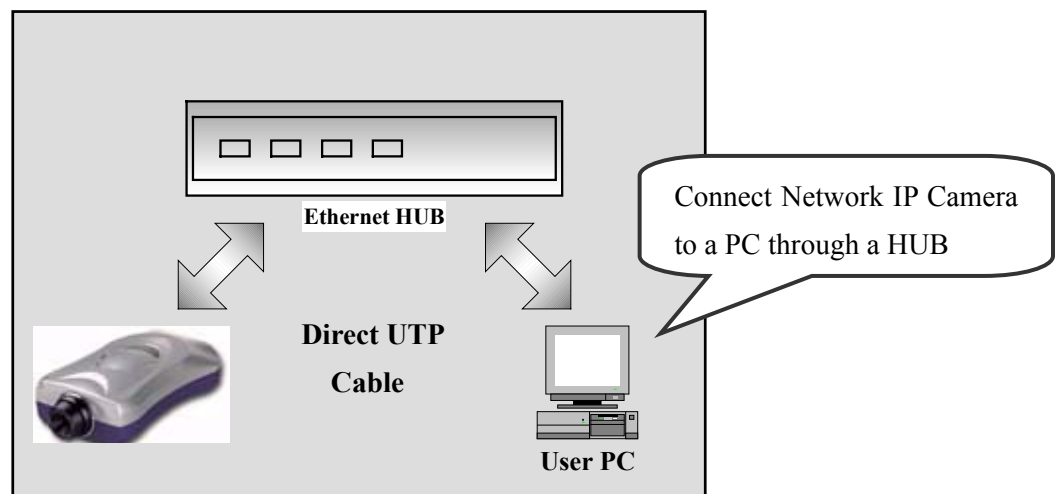 Ethernet HUB
Connect Network IP Camera
to a PC through a HUB
Direct UTP
Cable
User PC